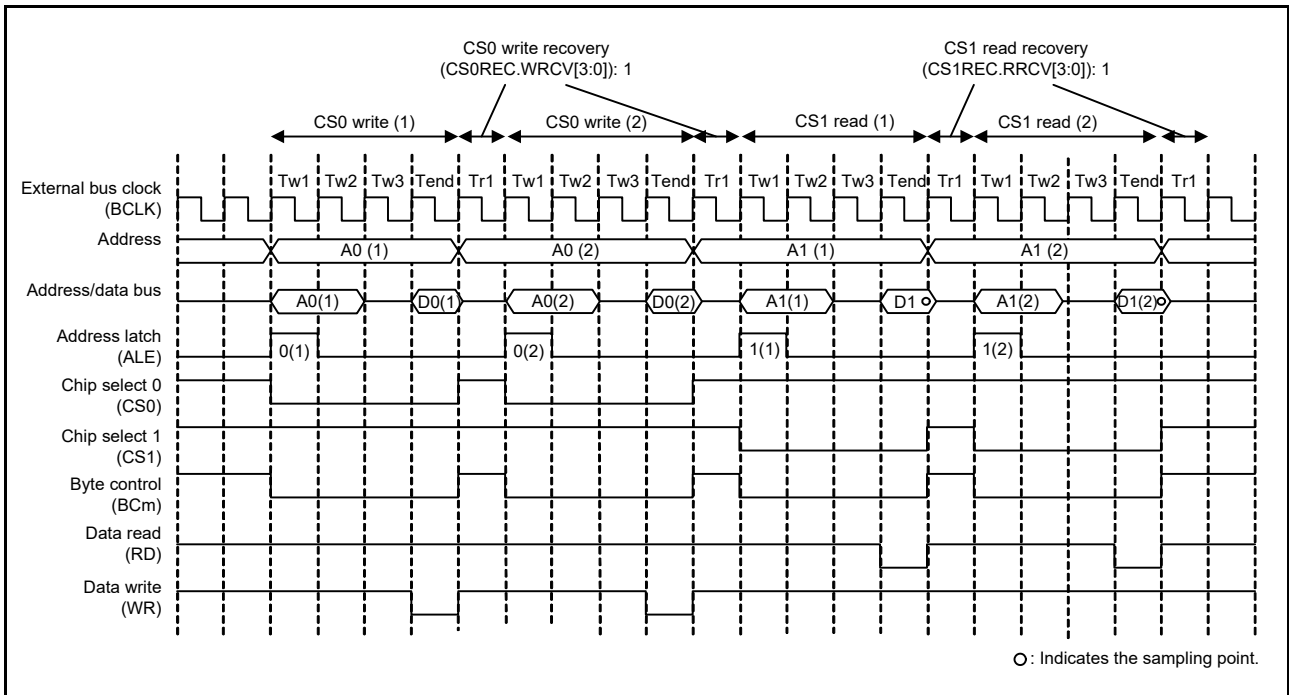 CS0 write recovery
(CS0REC.WRCV[3:0]): 1
CS1 read recovery
(CS1REC.RRCV[3:0]): 1
CS0 write (1)
CS0 write (2)
CS1 read (1)
CS1 read (2)
Tw1 Tw2 Tw3 Tend Tr1 Tw1 Tw2 Tw3 Tend Tr1 Tw1 Tw2 Tw3 Tend Tr1 Tw1 Tw2 Tw3 Tend Tr1
External bus clock
(BCLK)
Address
A0 (1) A0 (2) A1 (1) A1 (2)
Address/data bus
A0(1) D0(1) A0(2) D0(2) A1(1) D1 A1(2) D1(2)
Address latch
(ALE)
0(1) 0(2) 1(1) 1(2)
Chip select 0
(CS0)
Chip select 1
(CS1)
Byte control
(BCm)
Data read
(RD)
Data write
(WR)
: Indicates the sampling point.